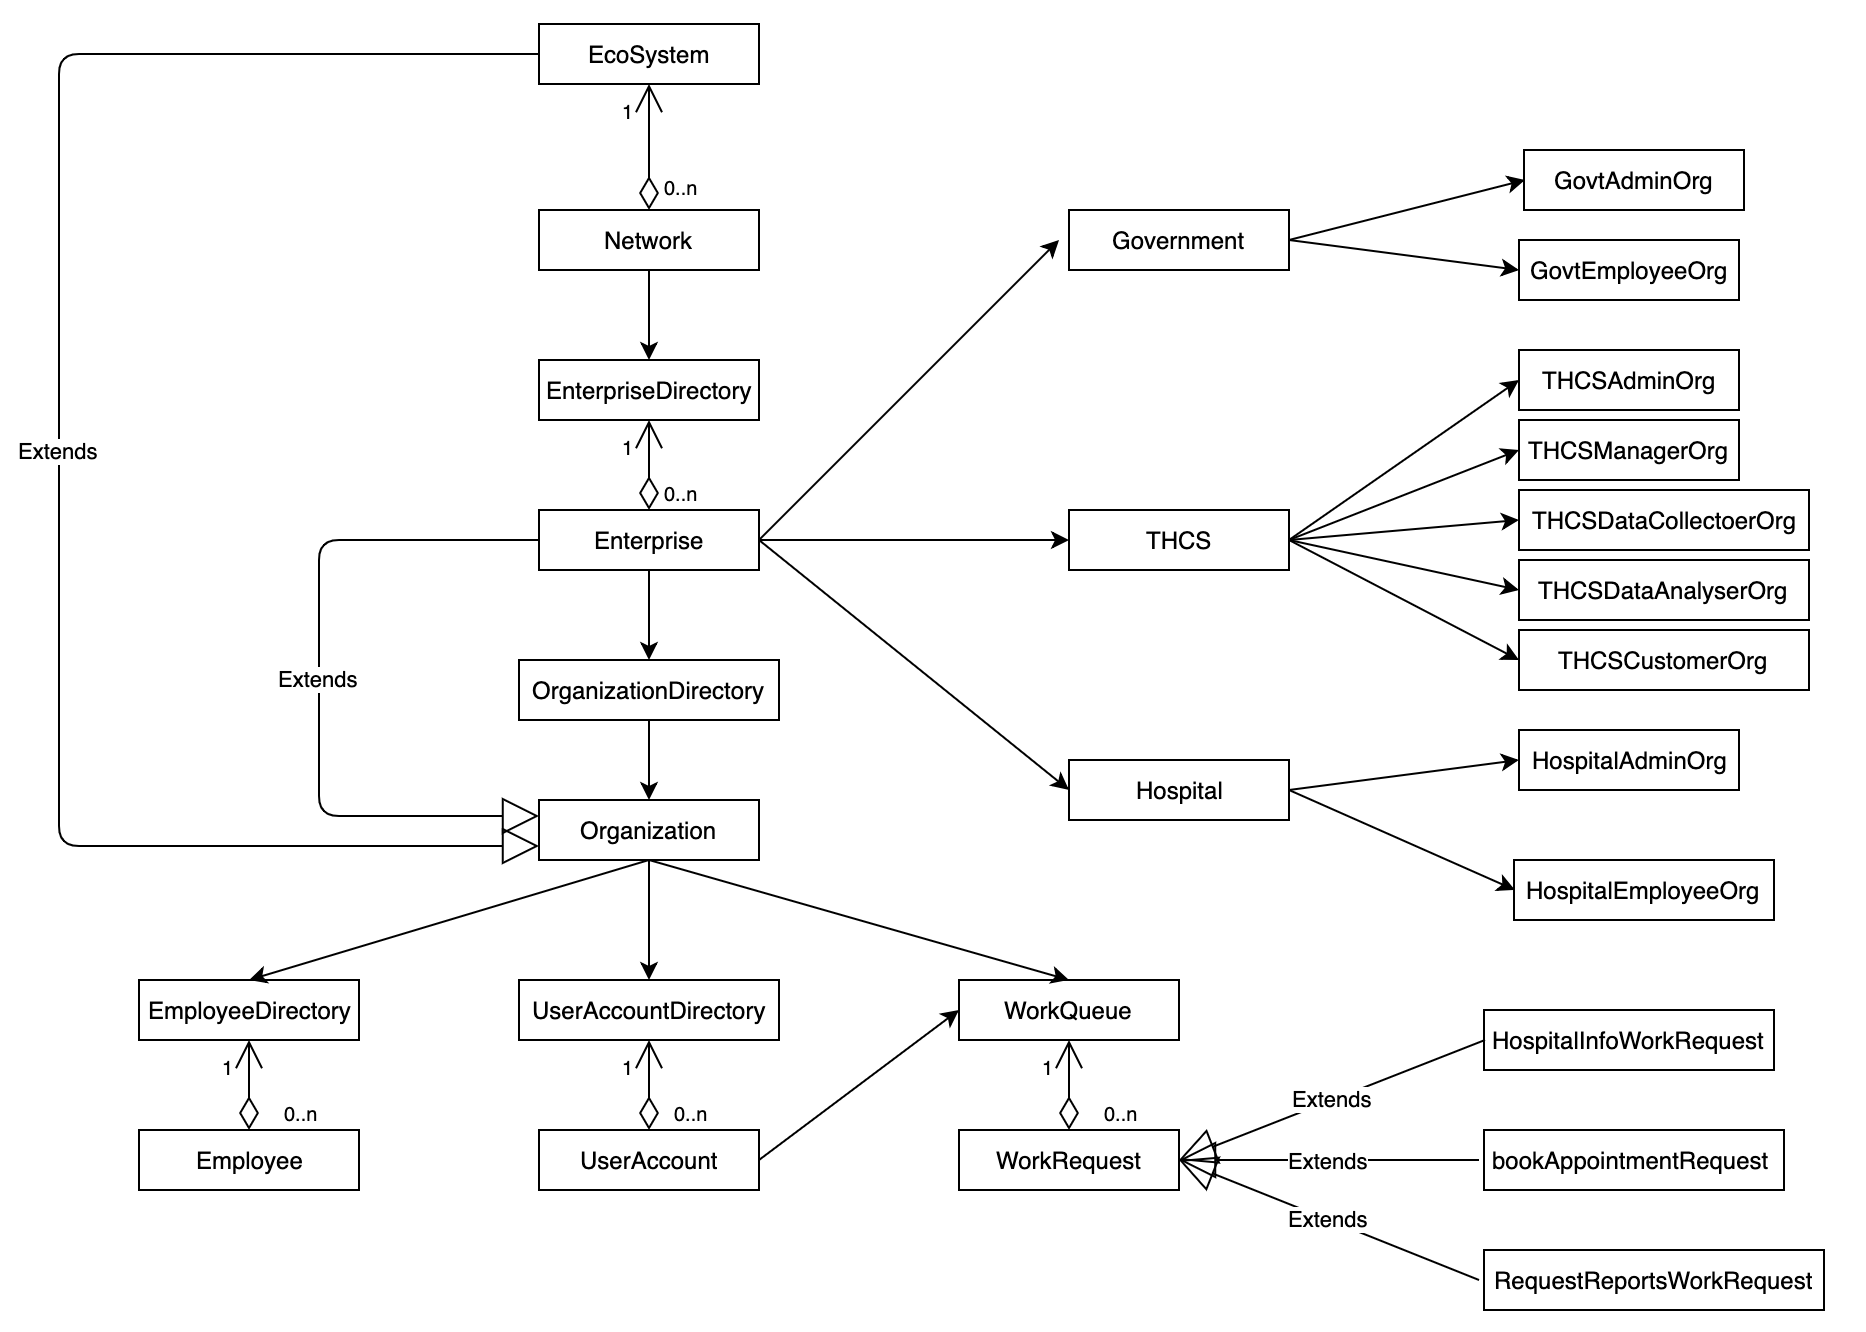 EcoSystem
1
0..n
Network
EnterpriseDirectory
1
0..n
Enterprise
Extends
Extends
OrganizationDirectory
Organization
Government
GovtAdminOrg
GovtEmployeeOrg
THCS
THCSAdminOrg
THCSManagerOrg
THCSDataCollectoerOrg
THCSDataAnalyserOrg
THCSCustomerOrg
Hospital
HospitalAdminOrg
HospitalEmployeeOrg
EmployeeDirectory
1
0..n
Employee
UserAccountDirectory
1
0..n
UserAccount
WorkQueue
1
0..n
WorkRequest
Extends
HospitalInfoWorkRequest
Extends
bookAppointmentRequest
Extends
RequestReportsWorkRequest